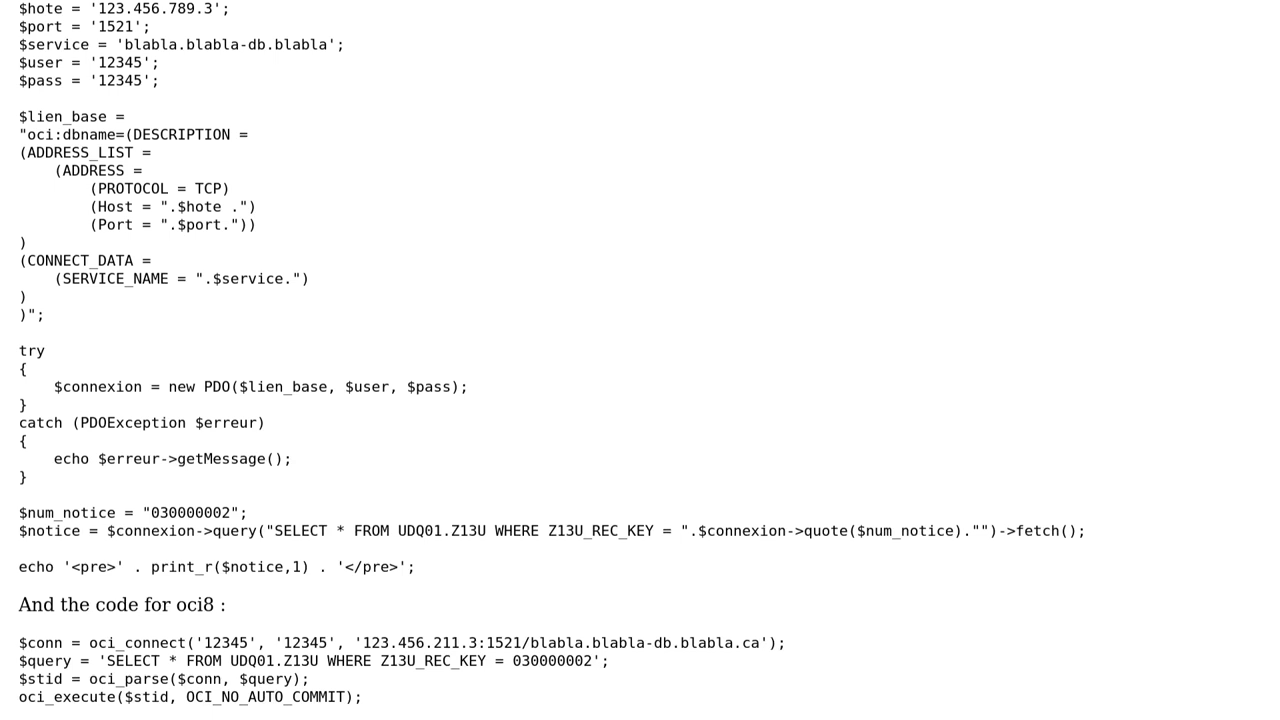 $hote = '123.456.789.3';
$port = '1521';
$service = 'blabla.blabla-db.blabla';
$user = '12345';
$pass = '12345';

$lien_base =
"oci:dbname=(DESCRIPTION =
(ADDRESS_LIST =
    (ADDRESS =
        (PROTOCOL = TCP)
        (Host = ".$hote .")
        (Port = ".$port."))
)
(CONNECT_DATA =
    (SERVICE_NAME = ".$service.")
)
)";

try
{
    $connexion = new PDO($lien_base, $user, $pass);
}
catch (PDOException $erreur)
{
    echo $erreur->getMessage();
}

$num_notice = "030000002";
$notice = $connexion->query("SELECT * FROM UDQ01.Z13U WHERE Z13U_REC_KEY = ".$connexion->quote($num_notice)."")->fetch();

echo '<pre>' . print_r($notice,1) . '</pre>';

And the code for oci8 :

$conn = oci_connect('12345', '12345', '123.456.211.3:1521/blabla.blabla-db.blabla.ca');
$query = 'SELECT * FROM UDQ01.Z13U WHERE Z13U_REC_KEY = 030000002';
$stid = oci_parse($conn, $query);
oci_execute($stid, OCI_NO_AUTO_COMMIT);